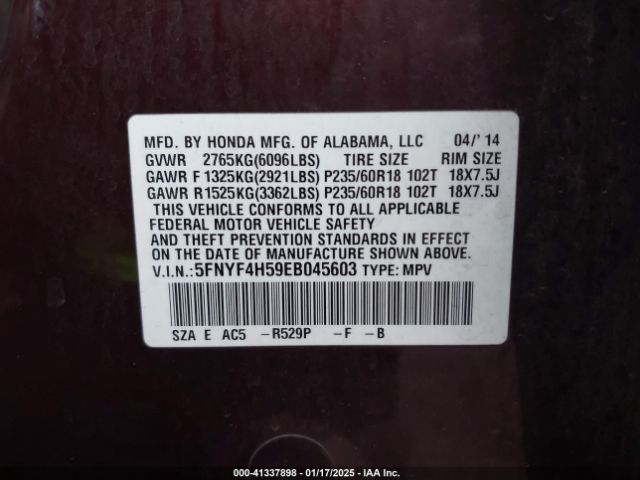 MFD. BY HONDA MFG. OF ALABAMA, LLC 04/'14
GVWR 2765KG(6096LBS) TIRE SIZE RIM SIZE
GAWR F 1325KG(2921LBS) P235/60R18 102T 18X7.5J
GAWR R 1525KG(3362LBS) P235/60R18 102T 18X7.5J
THIS VEHICLE CONFORMS TO ALL APPLICABLE
FEDERAL MOTOR VEHICLE SAFETY
AND THEFT PREVENTION STANDARDS IN EFFECT
ON THE DATE OF MANUFACTURE SHOWN ABOVE.
V.I.N.: 5FNYF4H59EB045603 TYPE: MPV
SZA E AC5 -R529P -F -B
000-41337898 - 01/17/2025 - IAA Inc.